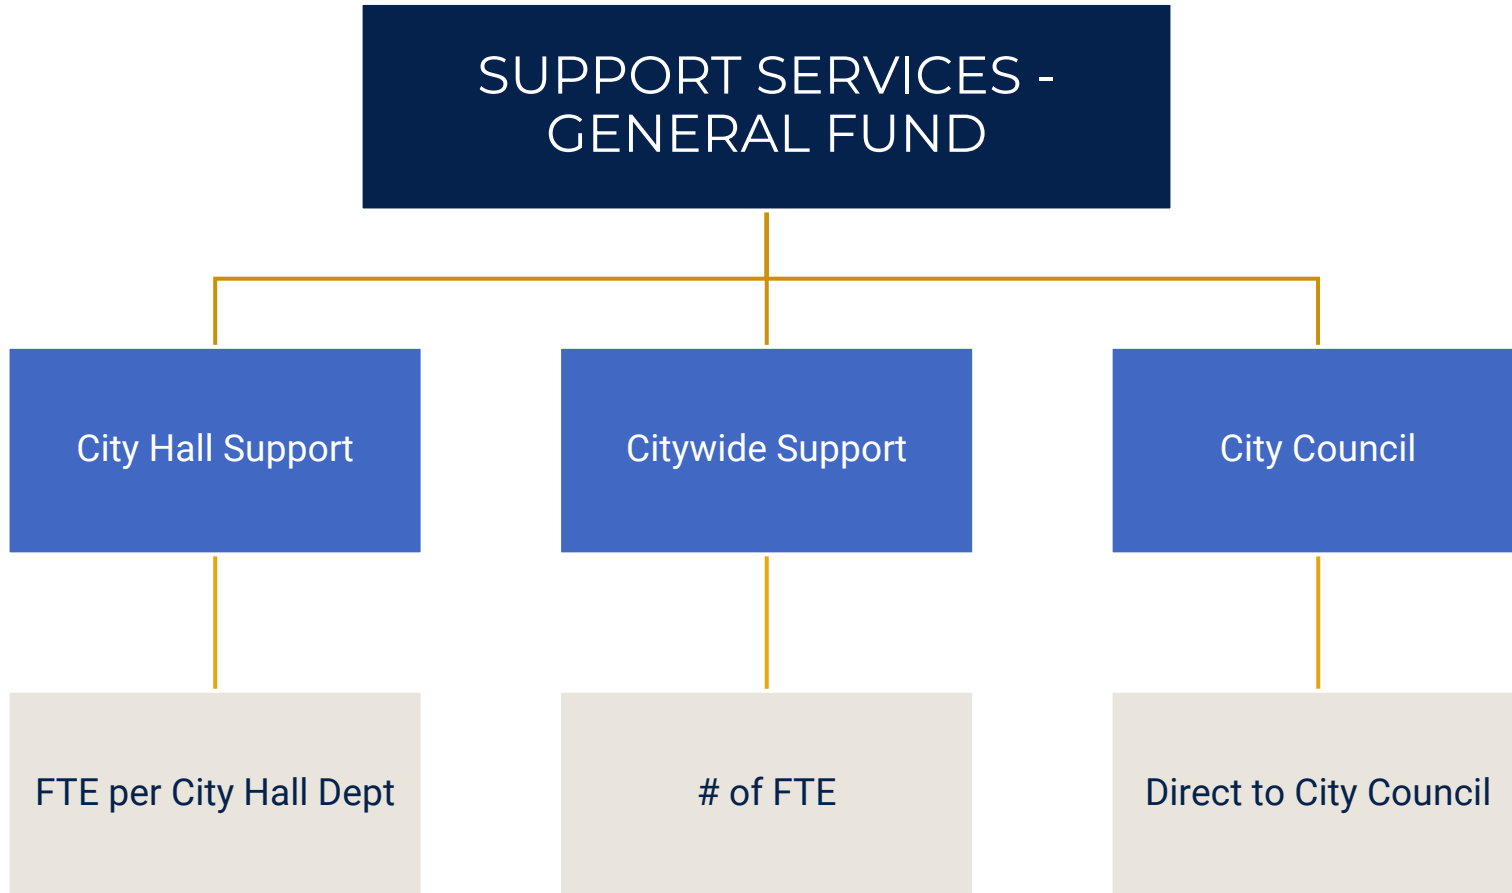 SUPPORT SERVICES -
GENERAL FUND
City Hall Support
Citywide Support
City Council
FTE per City Hall Dept
# of FTE
Direct to City Council